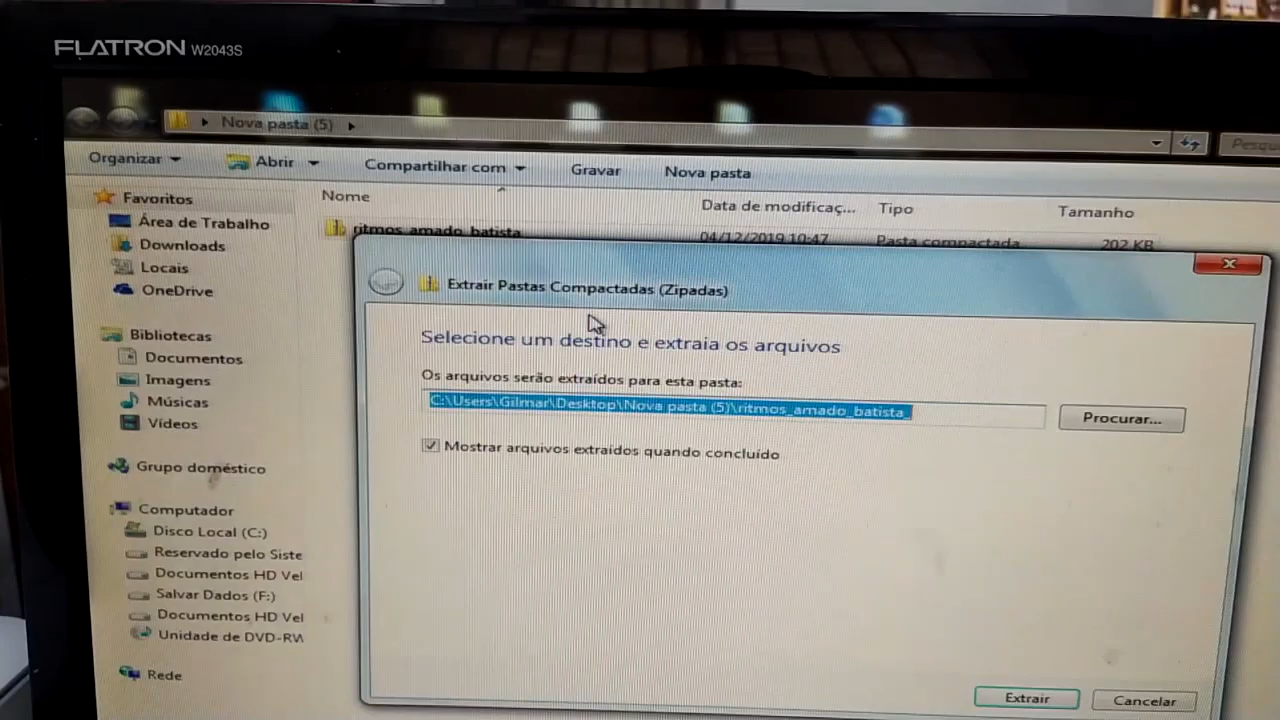 FLATRON W2043S
Nova pasta (5)
Organizar
Abrir
Compartilhar com
Gravar
Nova pasta
Nome
Data de modificaç...
Tipo
Tamanho
ritmos_amado_batista_
04/12/2019 10:47
Pasta compactada
202 KB
Favoritos
Área de Trabalho
Downloads
Locais
OneDrive
Bibliotecas
Documentos
Imagens
Músicas
Vídeos
Grupo doméstico
Computador
Disco Local (C:)
Reservado pelo Siste
Documentos HD Vel
Salvar Dados (F:)
Documentos HD Vel
Unidade de DVD-RW
Rede
Extrair Pastas Compactadas (Zipadas)
Selecione um destino e extraia os arquivos
Os arquivos serão extraídos para esta pasta:
C:\Users\Gilmar\Desktop\Nova pasta (5)\ritmos_amado_batista_
Procurar...
Mostrar arquivos extraídos quando concluído
Extrair
Cancelar